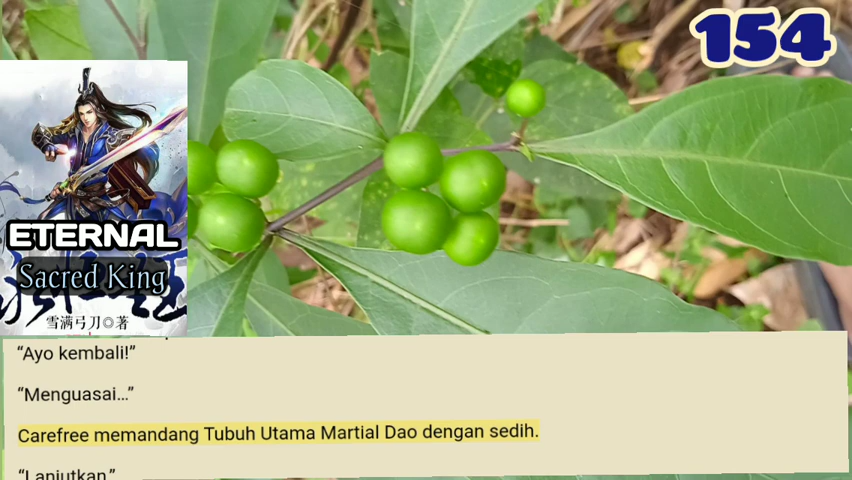 154
ETERNAL
Sacred King
雪满弓刀◎著
“Ayo kembali!”
“Menguasai...”
Carefree memandang Tubuh Utama Martial Dao dengan sedih.
“Lanjutkan”